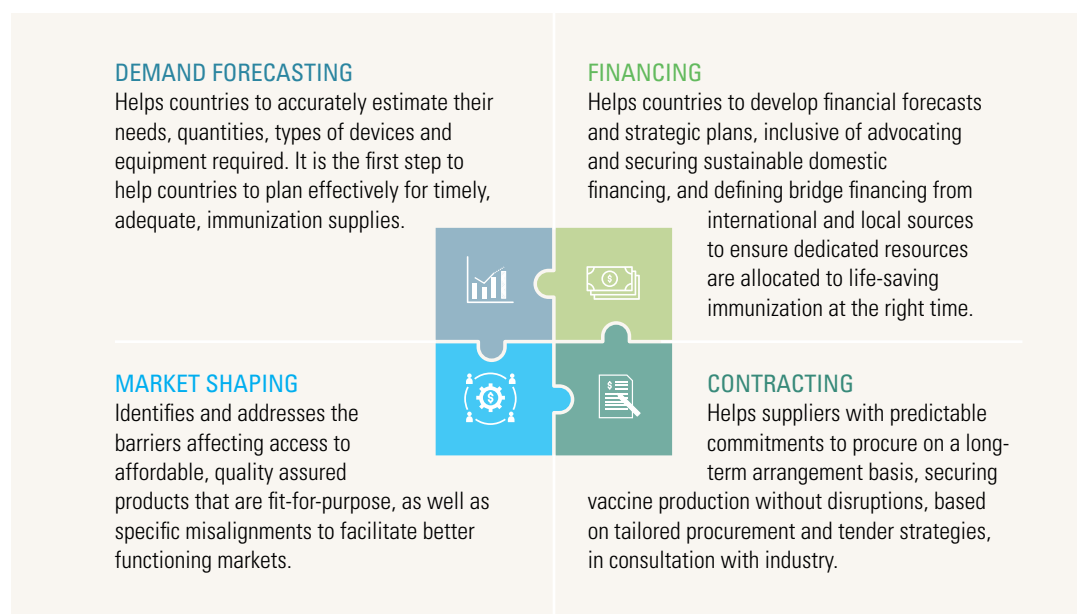 DEMAND FORECASTING
Helps countries to accurately estimate their
needs, quantities, types of devices and
equipment required. It is the first step to
help countries to plan effectively for timely,
adequate, immunization supplies.
FINANCING
Helps countries to develop financial forecasts
and strategic plans, inclusive of advocating
and securing sustainable domestic
financing, and defining bridge financing from
international and local sources
to ensure dedicated resources
are allocated to life-saving
immunization at the right time.
MARKET SHAPING
Identifies and addresses the
barriers affecting access to
affordable, quality assured
products that are fit-for-purpose, as well as
specific misalignments to facilitate better
functioning markets.
CONTRACTING
Helps suppliers with predictable
commitments to procure on a long-
term arrangement basis, securing
vaccine production without disruptions, based
on tailored procurement and tender strategies,
in consultation with industry.